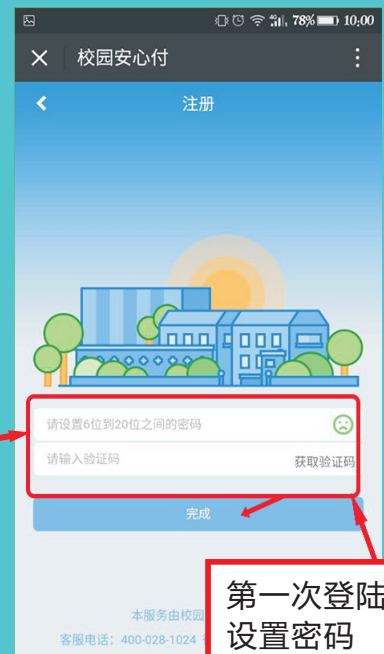 78% 10:00
校园安心付
注册
请设置6位到20位之间的密码
请输入验证码 获取验证码
完成
第一次登陆
设置密码
本服务由校园
客服电话：400-028-1024